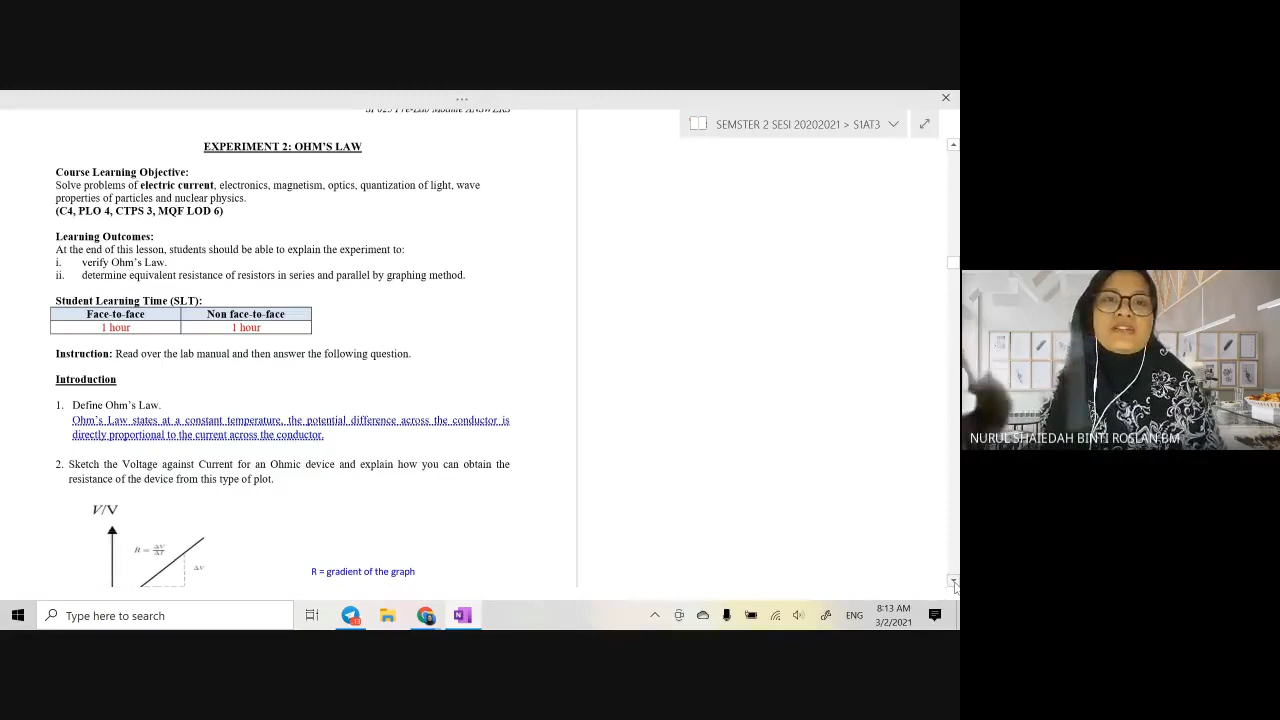 SF025 Pre-Lab Module ANSWERS
SEMSTER 2 SESI 20202021 > S1AT3
EXPERIMENT 2: OHM'S LAW
Course Learning Objective:
Solve problems of electric current, electronics, magnetism, optics, quantization of light, wave
properties of particles and nuclear physics.
(C4, PLO 4, CTPS 3, MQF LOD 6)
Learning Outcomes:
At the end of this lesson, students should be able to explain the experiment to:
i. verify Ohm's Law.
ii. determine equivalent resistance of resistors in series and parallel by graphing method.
Student Learning Time (SLT):
Face-to-face Non face-to-face
1 hour 1 hour
Instruction: Read over the lab manual and then answer the following question.
Introduction
1. Define Ohm's Law.
Ohm's Law states at a constant temperature, the potential difference across the conductor is
directly proportional to the current across the conductor.
2. Sketch the Voltage against Current for an Ohmic device and explain how you can obtain the
resistance of the device from this type of plot.
V/V
R = ΔV/ΔI
ΔV
R = gradient of the graph
NURUL SHAIEDAH BINTI ROSLAN BM
Type here to search
ENG
8:13 AM
3/2/2021